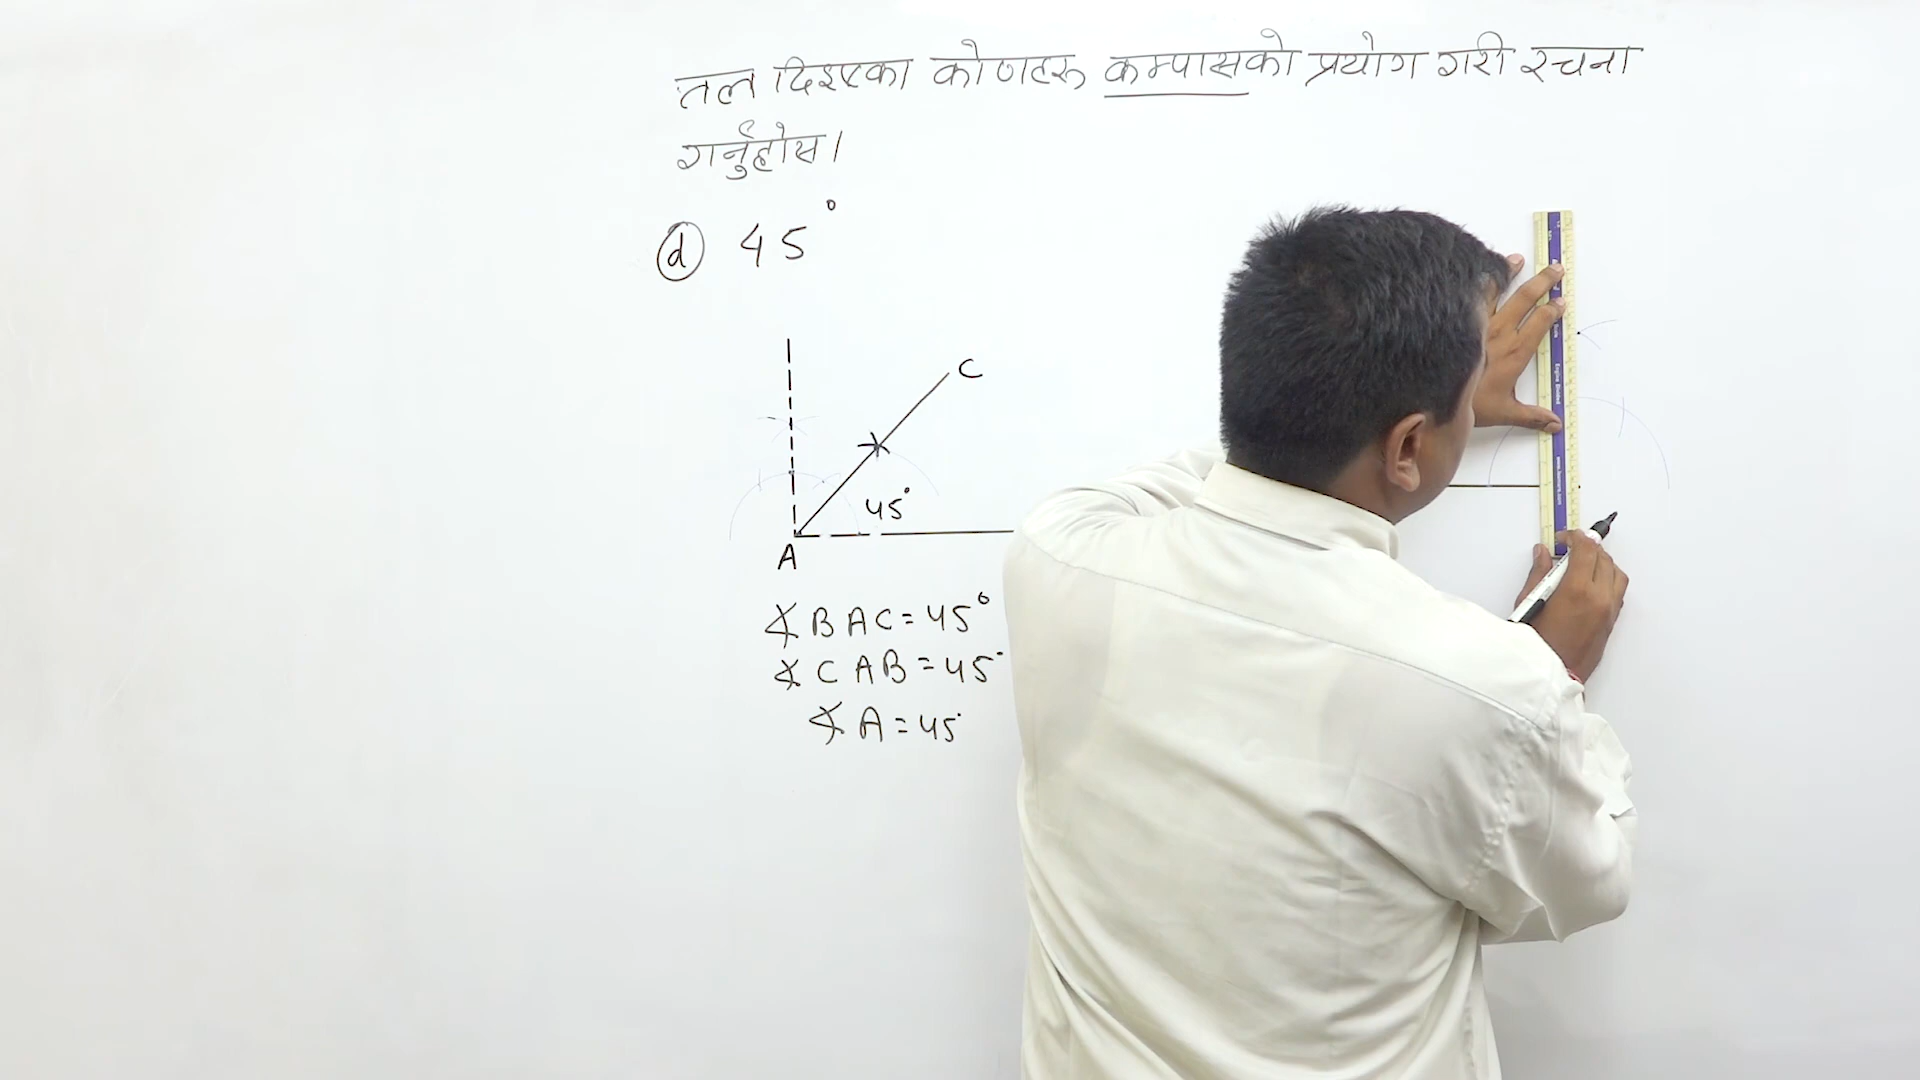 तल दिइएका कोणहरू कम्पासको प्रयोग गरी रचना
गर्नुहोस।
(d) 45°
C
45°
A
∡BAC = 45°
∡CAB = 45°
∡A = 45°